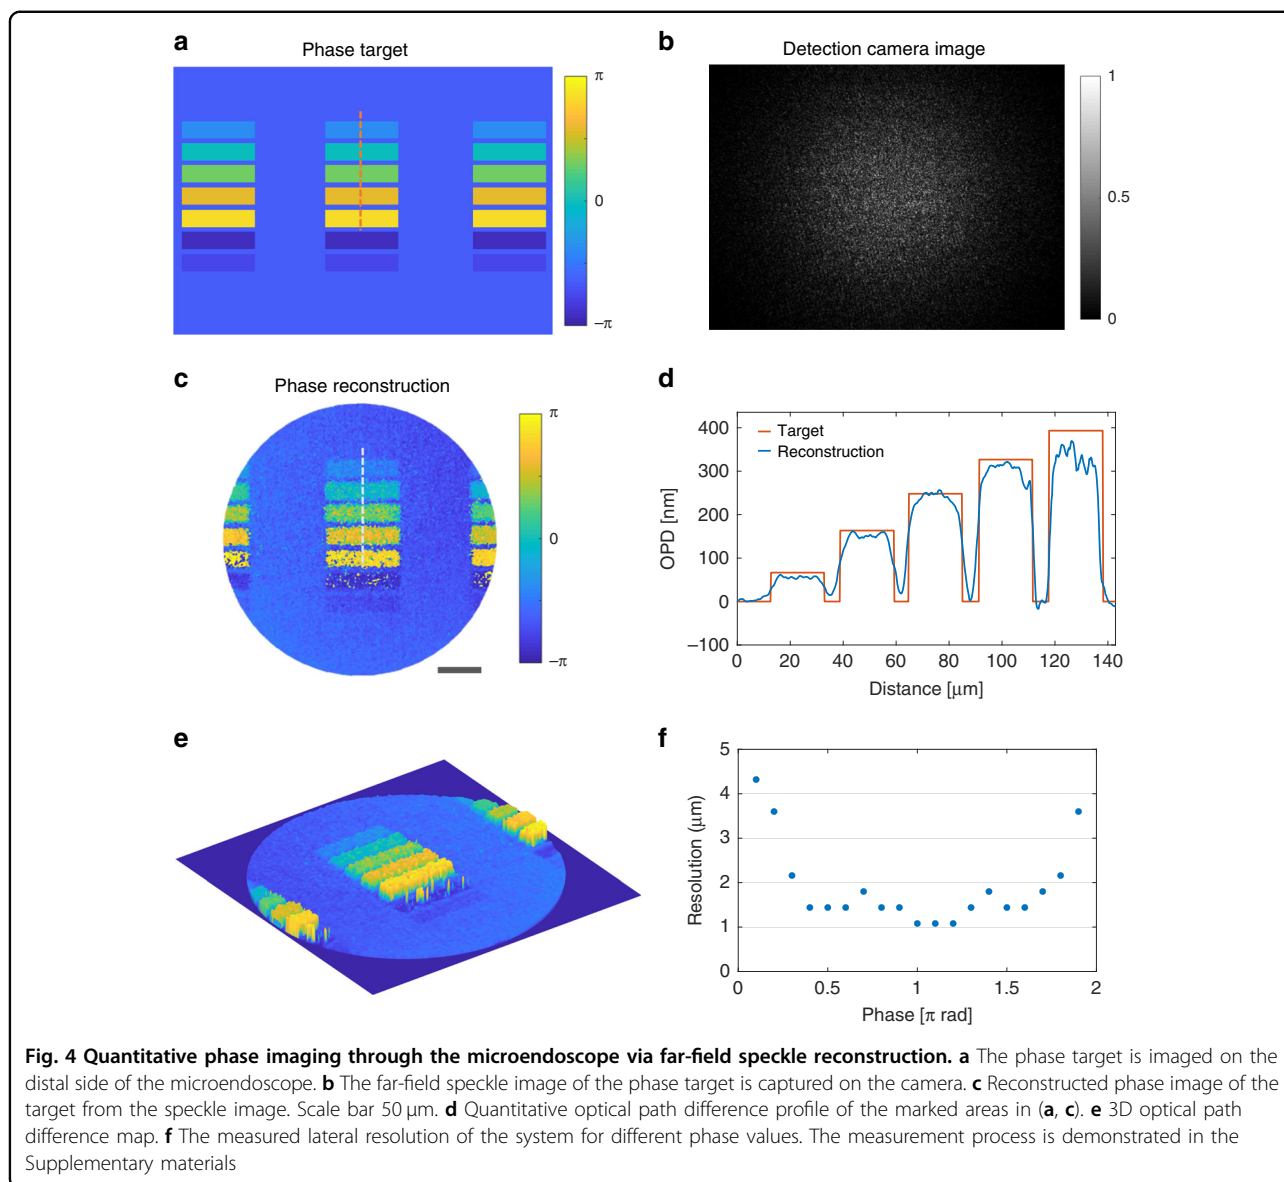 a
Phase target
π
0
−π
b
Detection camera image
1
0.5
0
c
Phase reconstruction
π
0
−π
d
400
300
200
100
0
−100
OPD [nm]
Target
Reconstruction
0 20 40 60 80 100 120 140
Distance [μm]
e
f
5
4
3
2
1
0
Resolution (μm)
0 0.5 1 1.5 2
Phase [π rad]
Fig. 4 Quantitative phase imaging through the microendoscope via far-field speckle reconstruction. a The phase target is imaged on the
distal side of the microendoscope. b The far-field speckle image of the phase target is captured on the camera. c Reconstructed phase image of the
target from the speckle image. Scale bar 50 μm. d Quantitative optical path difference profile of the marked areas in (a, c). e 3D optical path
difference map. f The measured lateral resolution of the system for different phase values. The measurement process is demonstrated in the
Supplementary materials